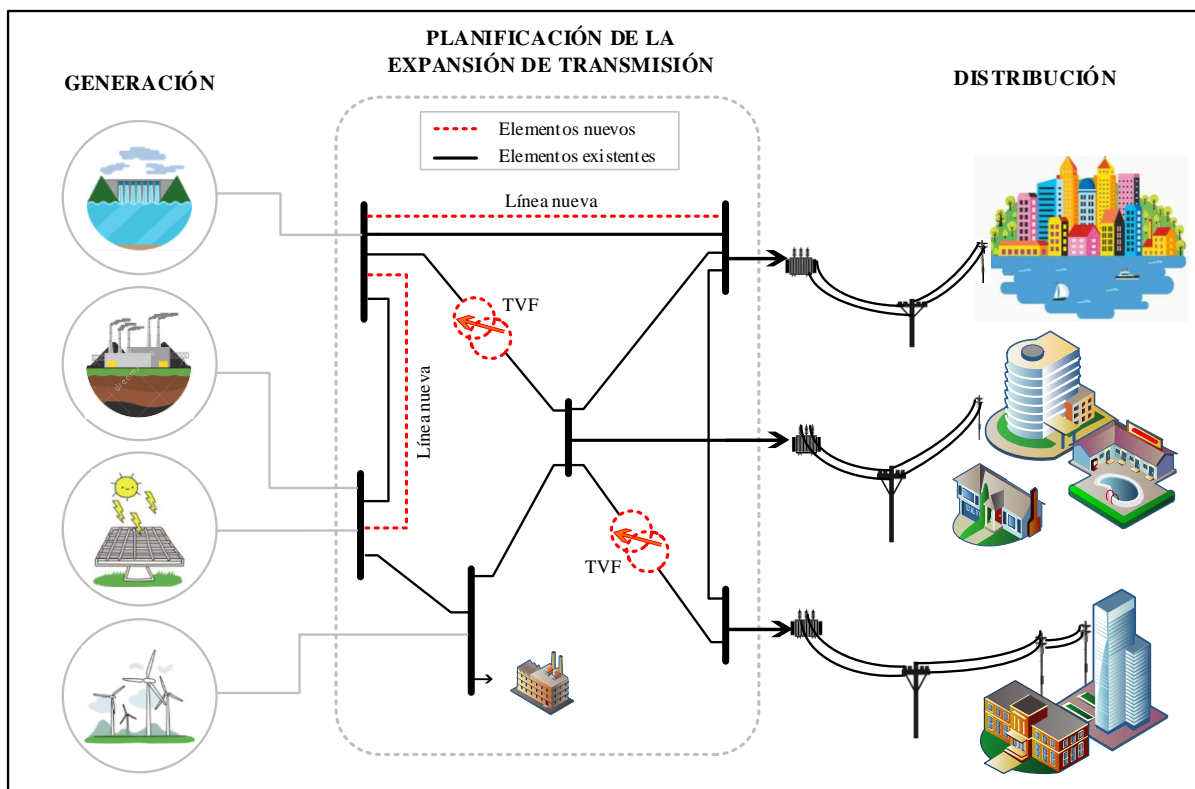 GENERACIÓN
PLANIFICACIÓN DE LA
EXPANSIÓN DE TRANSMISIÓN
DISTRIBUCIÓN
Elementos nuevos
Elementos existentes
Línea nueva
TVF
Línea nueva
TVF